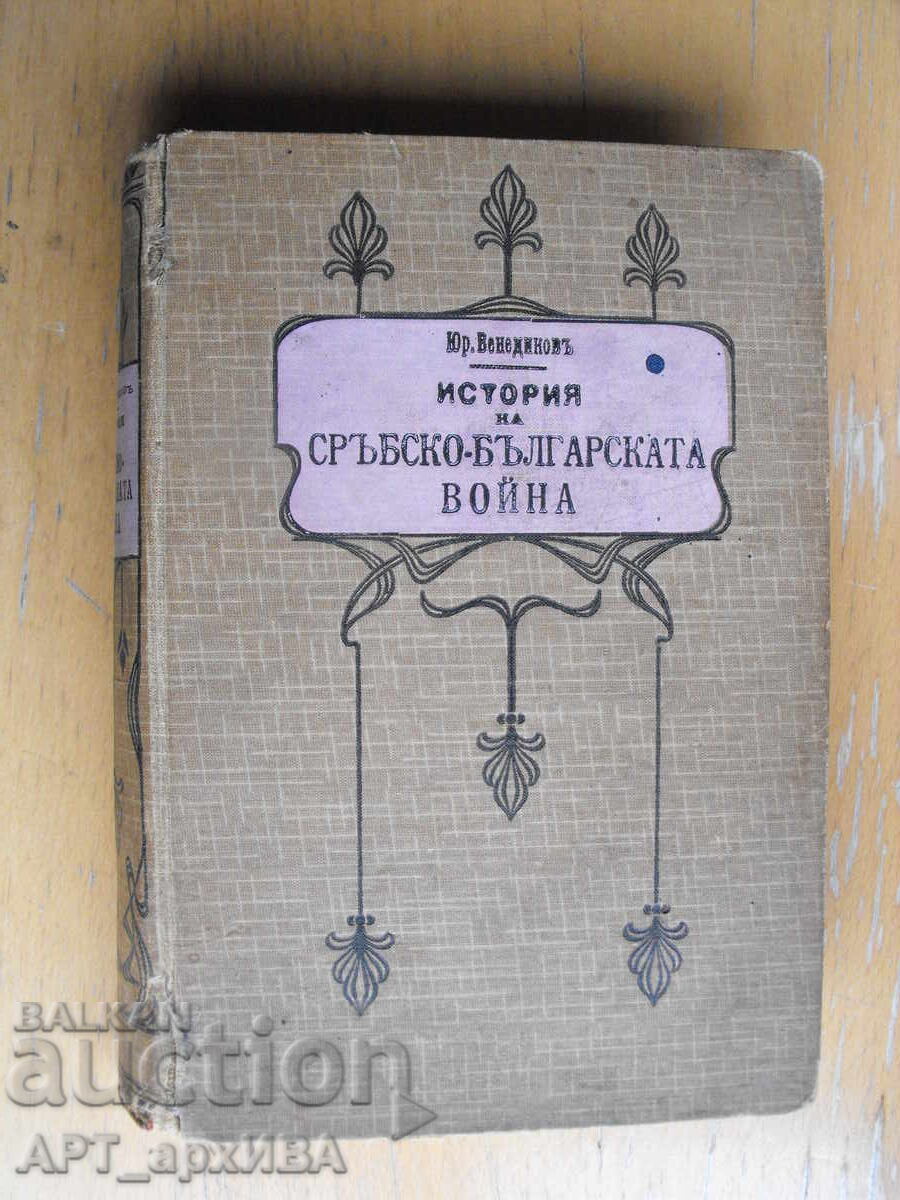 Юр. Венедиковъ
ИСТОРИЯ
НА
СРЪБСКО-БЪЛГАРСКАТА
ВОЙНА
BALKAN
auction
АРТ_архИВА